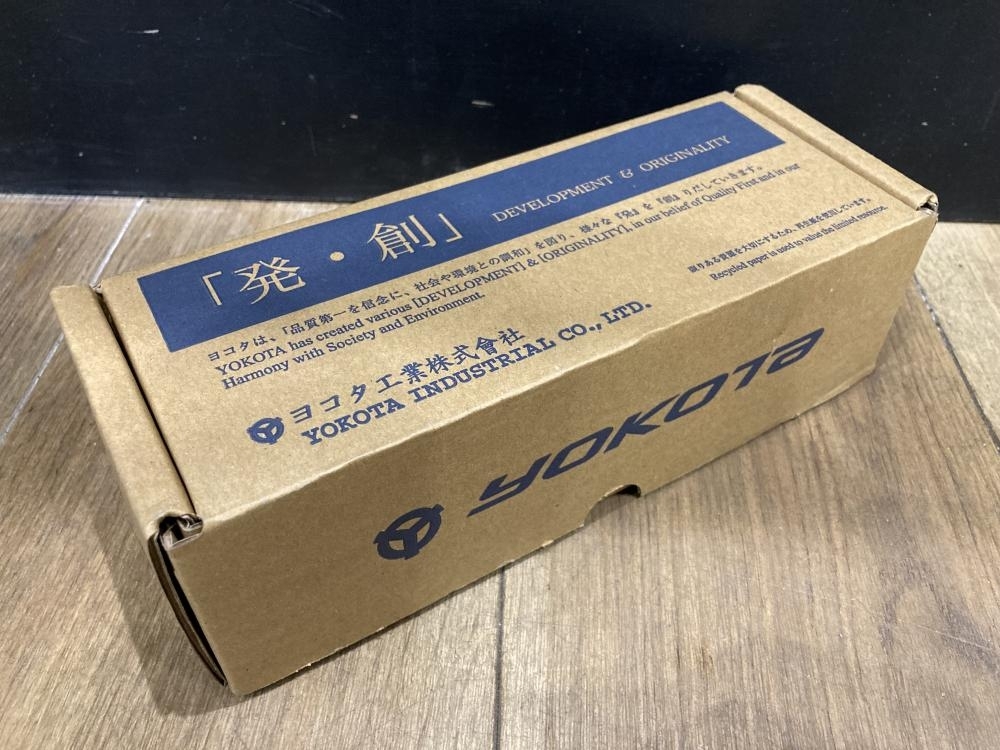 「発・創」 DEVELOPMENT & ORIGINALITY
ヨコタは、「品質第一を信念に、社会や環境との調和」を図り、様々な『発』を『創』りだしていきます。
YOKOTA has created various [DEVELOPMENT] & [ORIGINALITY], in our belief of Quality First and in our
Harmony with Society and Environment.
限りある資源を大切にするため、再生紙を使用しています。
Recycled paper is used to value the limited resource.
ヨコタ工業株式會社
YOKOTA INDUSTRIAL CO., LTD.
YOKOTA